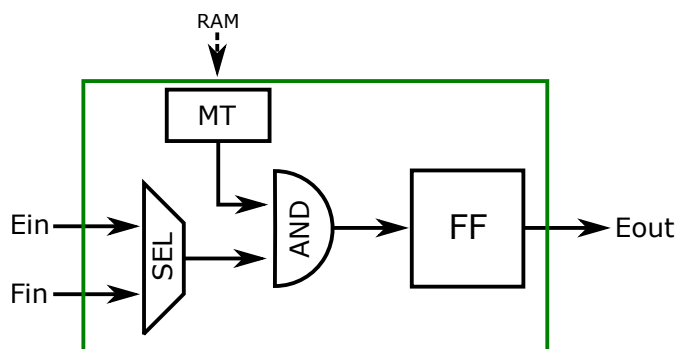 RAM
MT
Ein
Fin
SEL
AND
FF
Eout